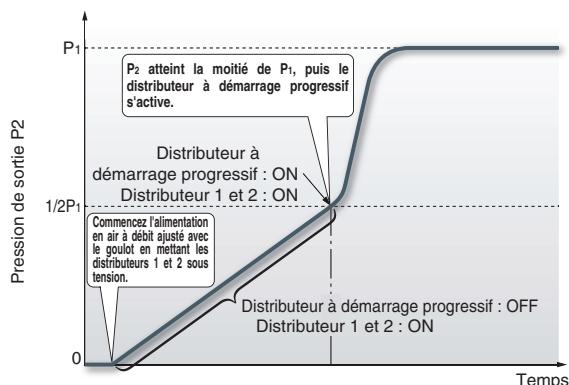 P1
P2 atteint la moitié de P1, puis le
distributeur à démarrage progressif
s'active.
Distributeur à
démarrage progressif : ON
Distributeur 1 et 2 : ON
1/2P1
Commencez l'alimentation
en air à débit ajusté avec
le goulot en mettant les
distributeurs 1 et 2 sous
tension.
Distributeur à démarrage progressif : OFF
Distributeur 1 et 2 : ON
0
Temps
Pression de sortie P2